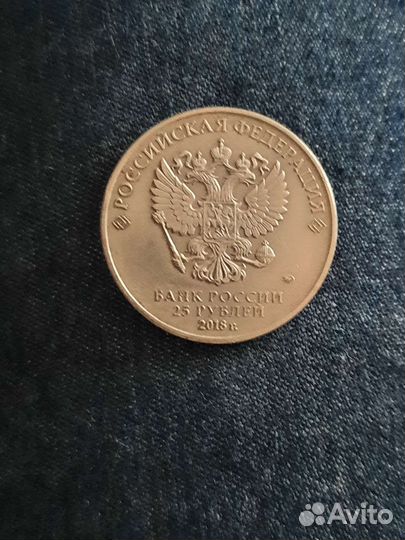 РОССИЙСКАЯ ФЕДЕРАЦИЯ
БАНК РОССИИ
25 РУБЛЕЙ
2018 г.
Avito